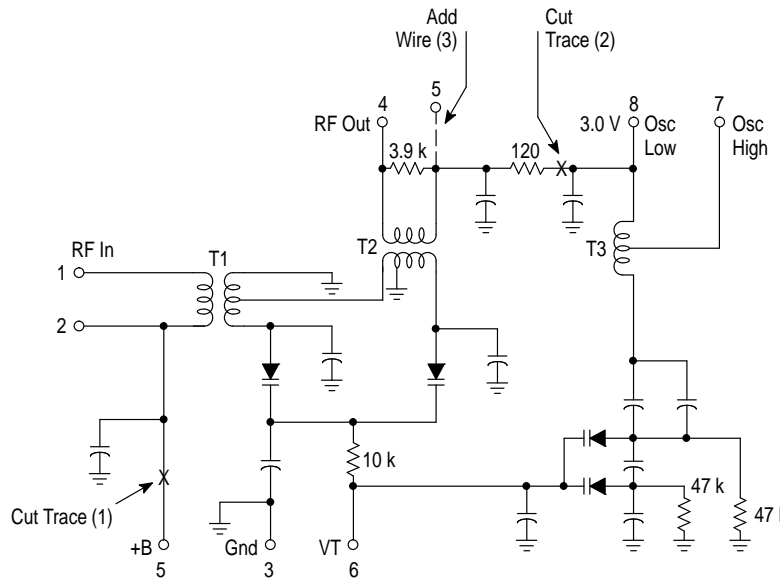 Add
Wire (3)
Cut
Trace (2)
4
5
8
7
RF Out
3.0 V
Osc
Low
Osc
High
3.9 k
120
X
RF In
T1
T2
T3
1
2
10 k
X
47 k
47
Cut Trace (1)
+B
5
Gnd
3
VT
6